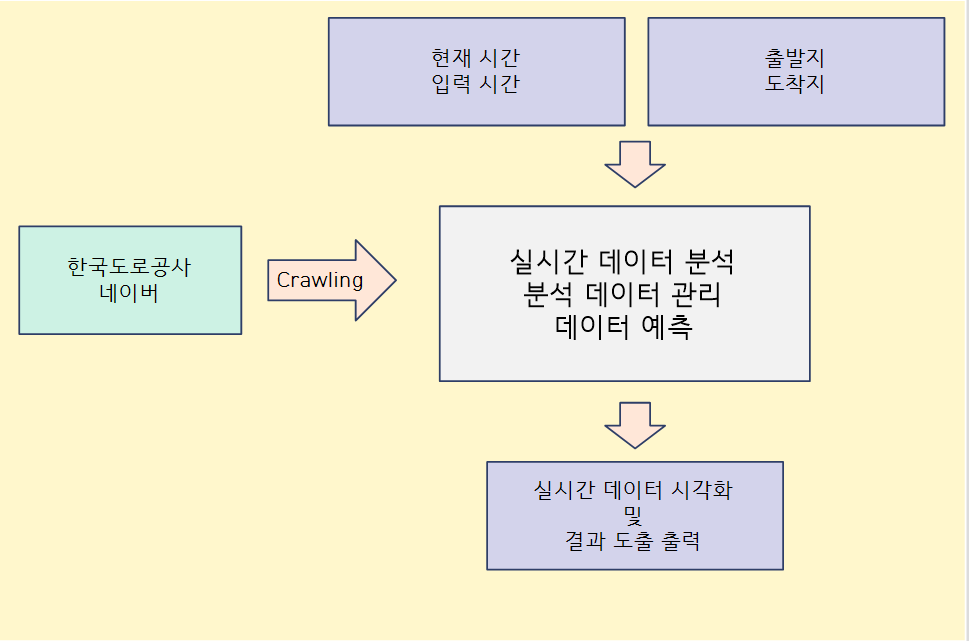 현재 시간
입력 시간
출발지
도착지
한국도로공사
네이버
Crawling
실시간 데이터 분석
분석 데이터 관리
데이터 예측
실시간 데이터 시각화
및
결과 도출 출력